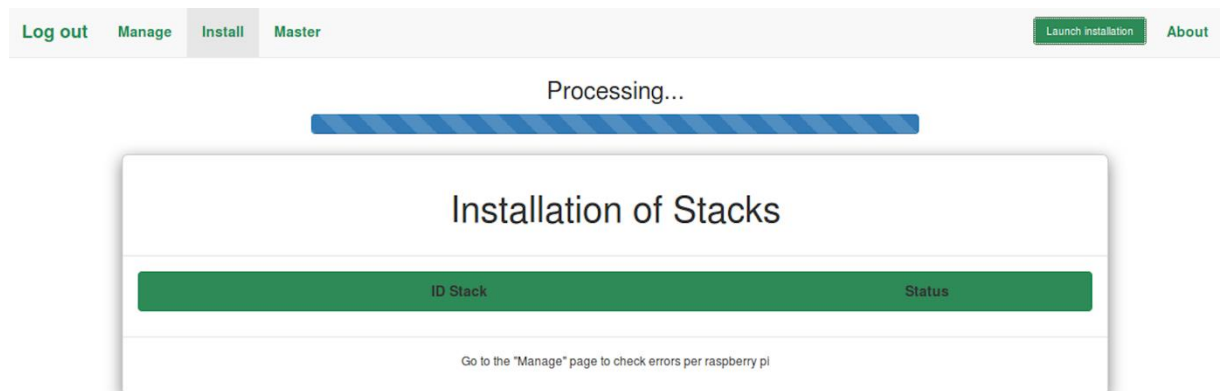 Log out Manage Install Master Launch installation About
Processing...
Installation of Stacks
ID Stack Status
Go to the "Manage" page to check errors per raspberry pi